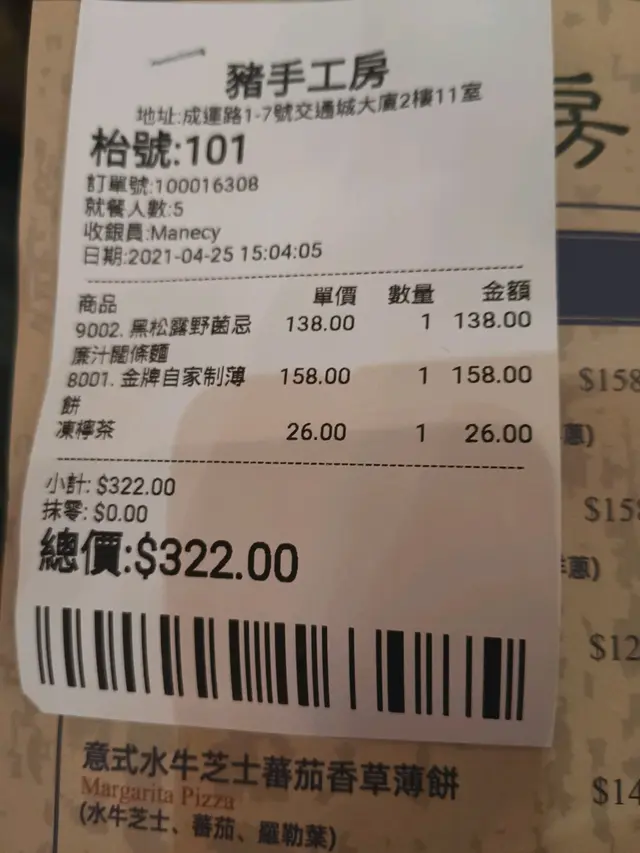 豬手工房
地址:成運路1-7號交通城大廈2樓11室
枱號:101
訂單號:100016308
就餐人數:5
收銀員:Manecy
日期:2021-04-25 15:04:05
商品 單價 數量 金額
9002. 黑松露野菌忌 138.00 1 138.00
廉汁闊條麵
8001. 金牌自家制薄 158.00 1 158.00
餅
凍檸茶 26.00 1 26.00
小計: $322.00
抹零: $0.00
總價:$322.00
房
$158
蔥)
$158
洋蔥)
$12
意式水牛芝士蕃茄香草薄餅
$14
Margarita Pizza
(水牛芝士、蕃茄、羅勒葉)